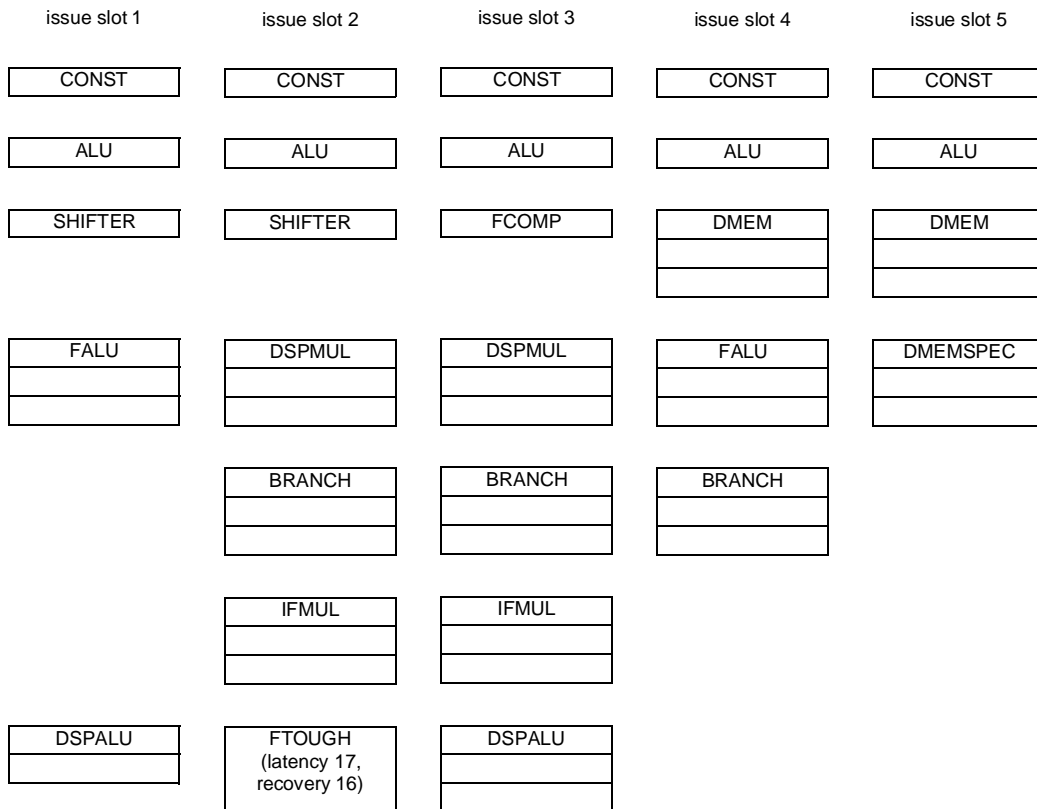 issue slot 1 issue slot 2 issue slot 3 issue slot 4 issue slot 5
CONST CONST CONST CONST CONST
ALU ALU ALU ALU ALU
SHIFTER SHIFTER FCOMP DMEM DMEM
FALU DSPMUL DSPMUL FALU DMEMSPEC
BRANCH BRANCH BRANCH
IFMUL IFMUL
DSPALU FTOUGH DSPALU
(latency 17,
recovery 16)